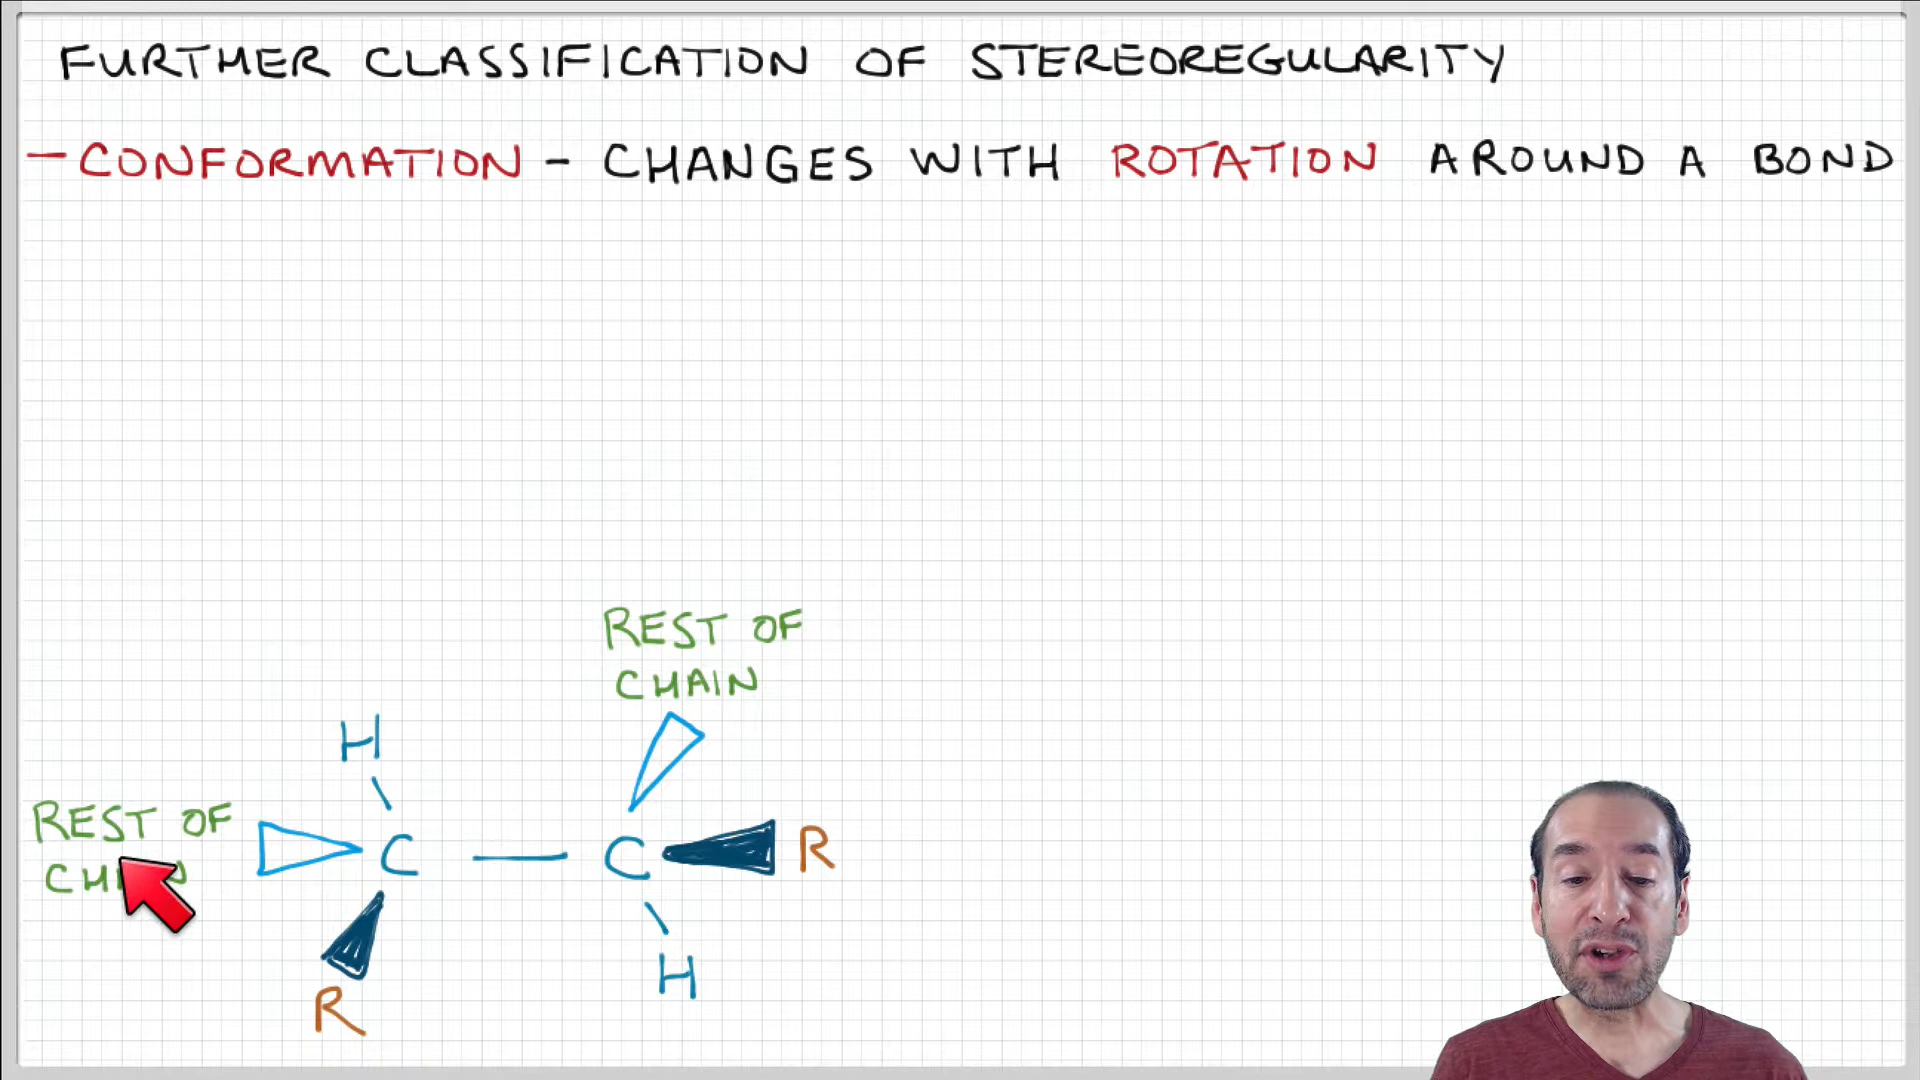 FURTHER CLASSIFICATION OF STEREOREGULARITY
- CONFORMATION - CHANGES WITH ROTATION AROUND A BOND
REST OF
CHAIN
H
REST OF
C C R
R
H